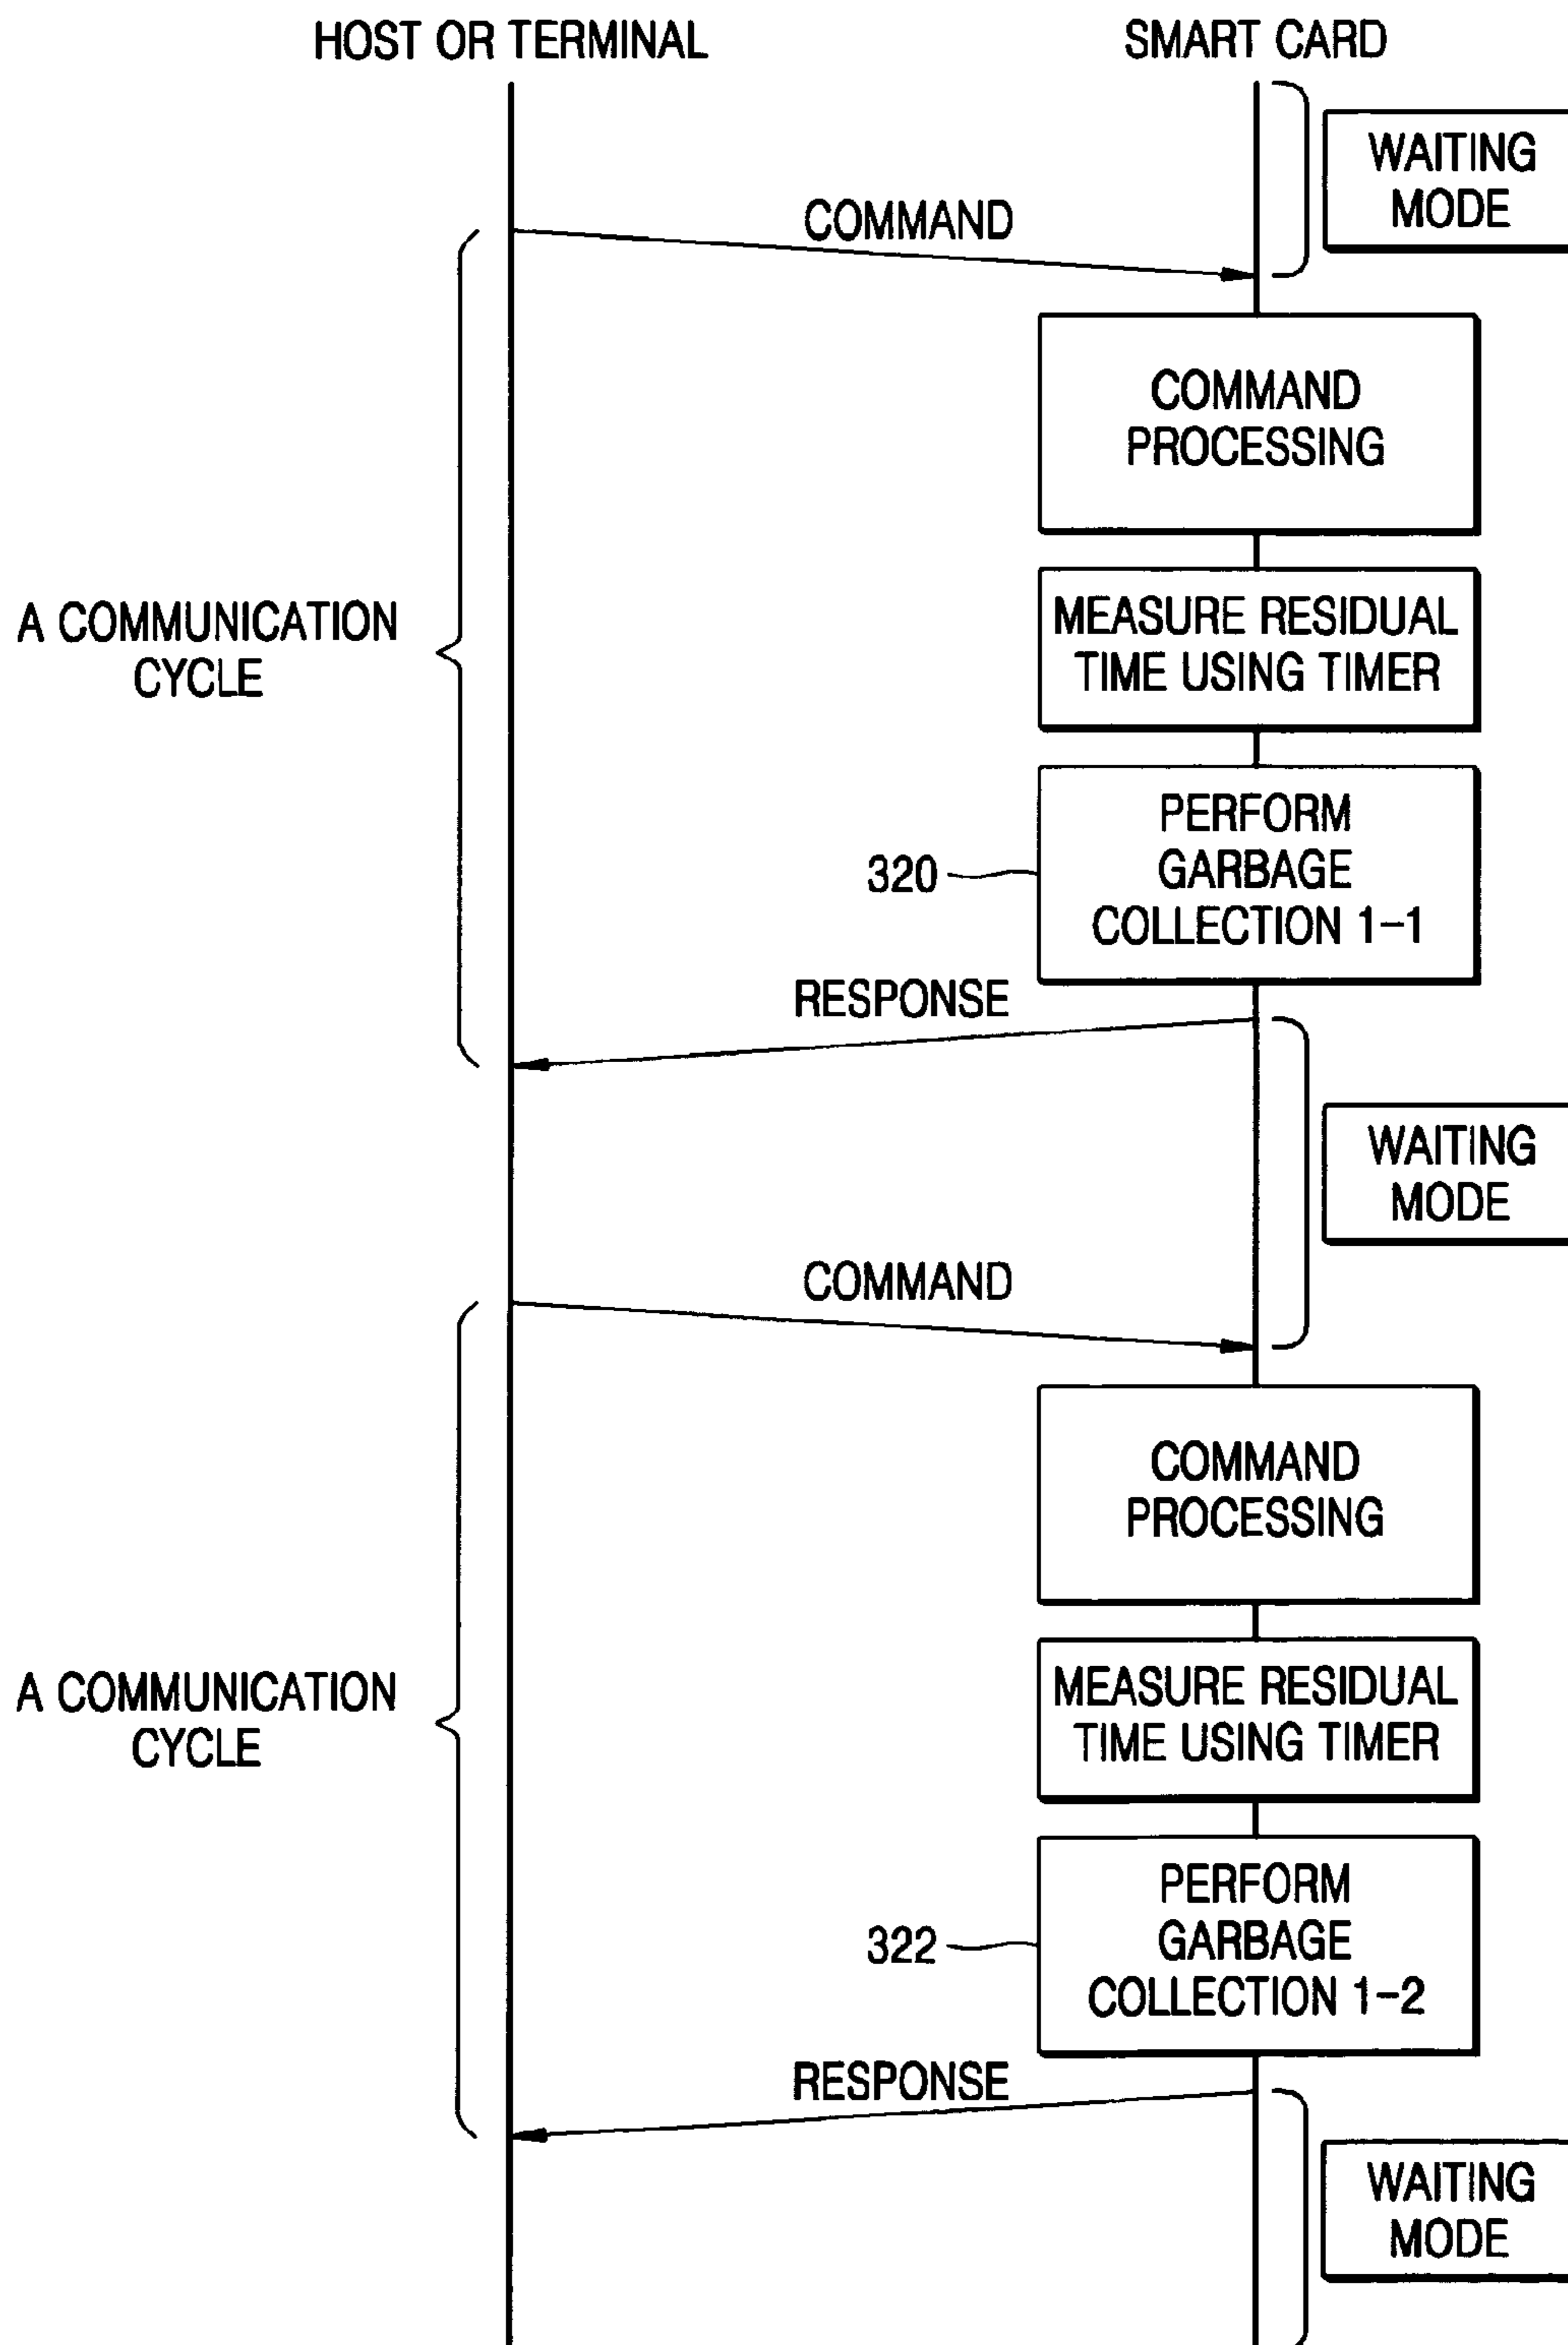 HOST OR TERMINAL
SMART CARD
WAITING
MODE
COMMAND
COMMAND
PROCESSING
A COMMUNICATION
CYCLE
MEASURE RESIDUAL
TIME USING TIMER
320
PERFORM
GARBAGE
COLLECTION 1-1
RESPONSE
WAITING
MODE
COMMAND
COMMAND
PROCESSING
A COMMUNICATION
CYCLE
MEASURE RESIDUAL
TIME USING TIMER
322
PERFORM
GARBAGE
COLLECTION 1-2
RESPONSE
WAITING
MODE